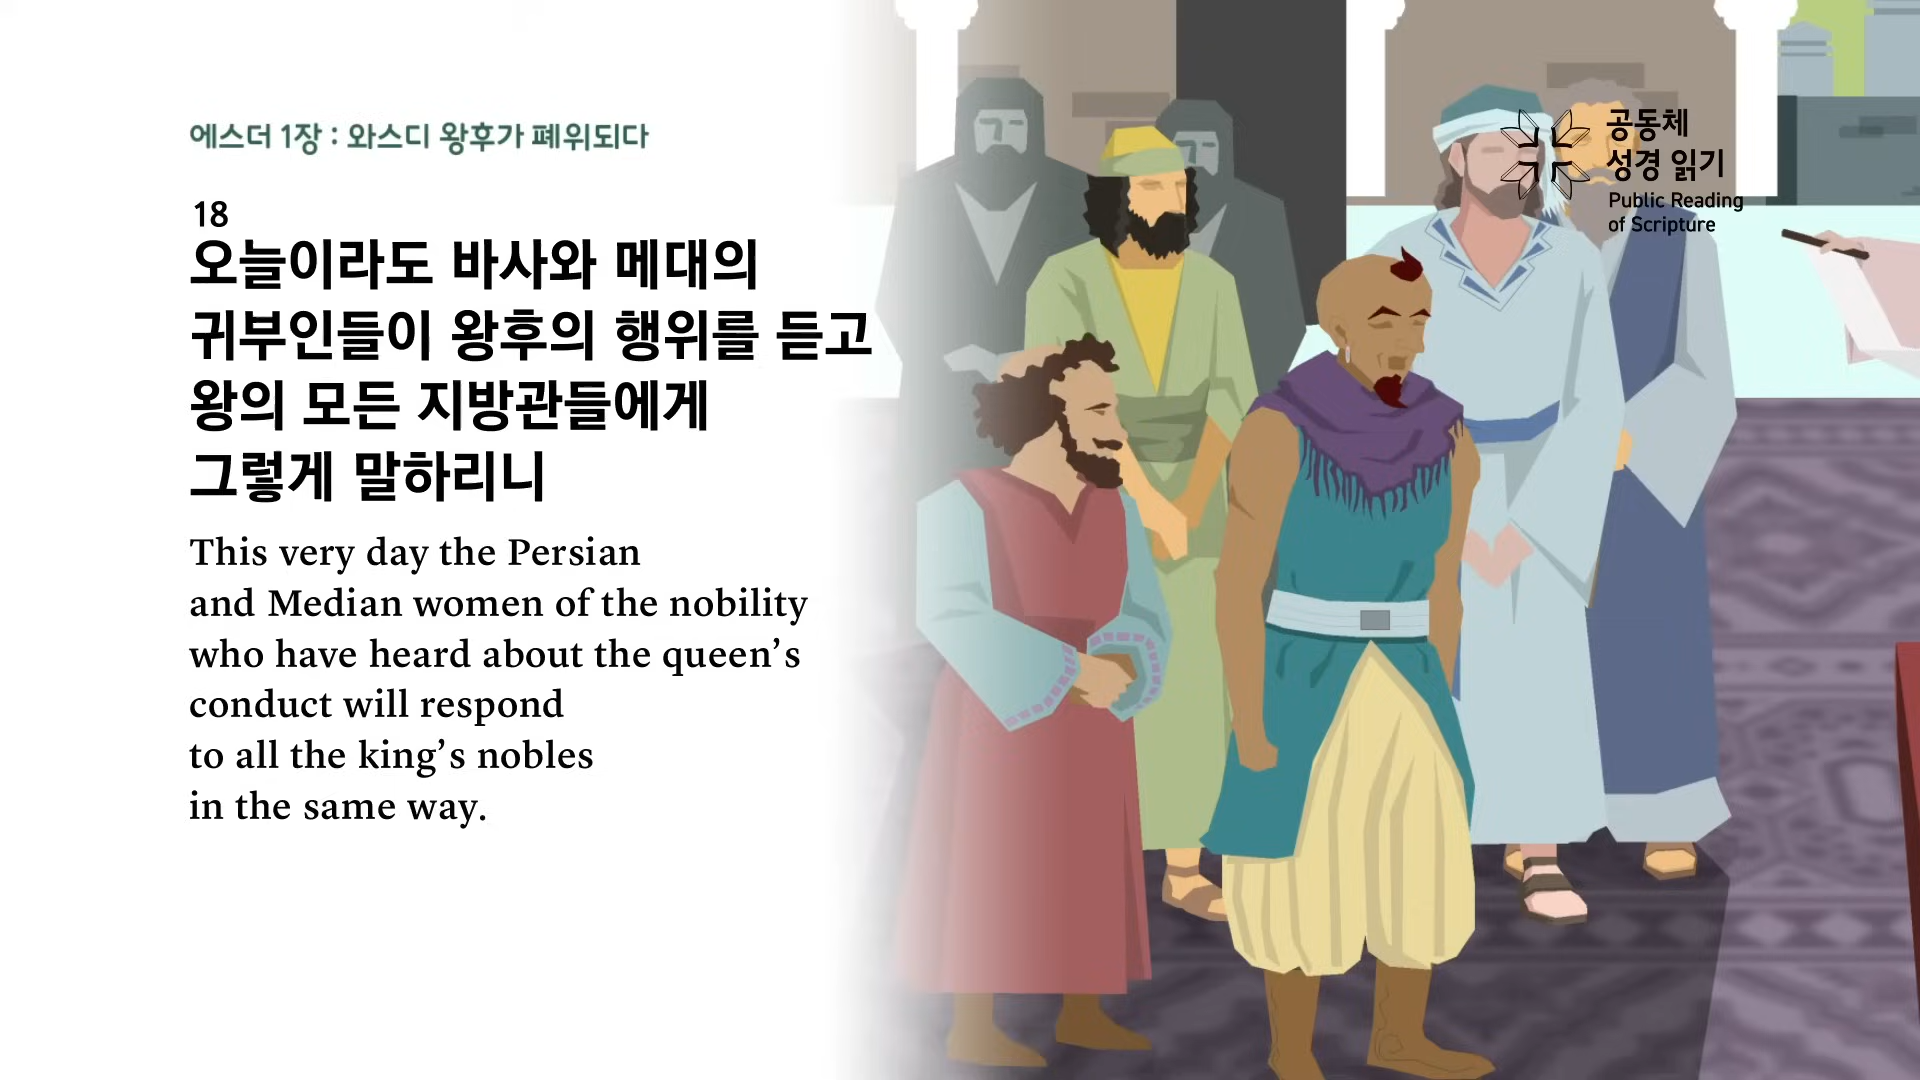 에스더 1장 : 와스디 왕후가 폐위되다
18
오늘이라도 바사와 메대의
귀부인들이 왕후의 행위를 듣고
왕의 모든 지방관들에게
그렇게 말하리니
This very day the Persian
and Median women of the nobility
who have heard about the queen’s
conduct will respond
to all the king’s nobles
in the same way.
공동체
성경 읽기
Public Reading
of Scripture